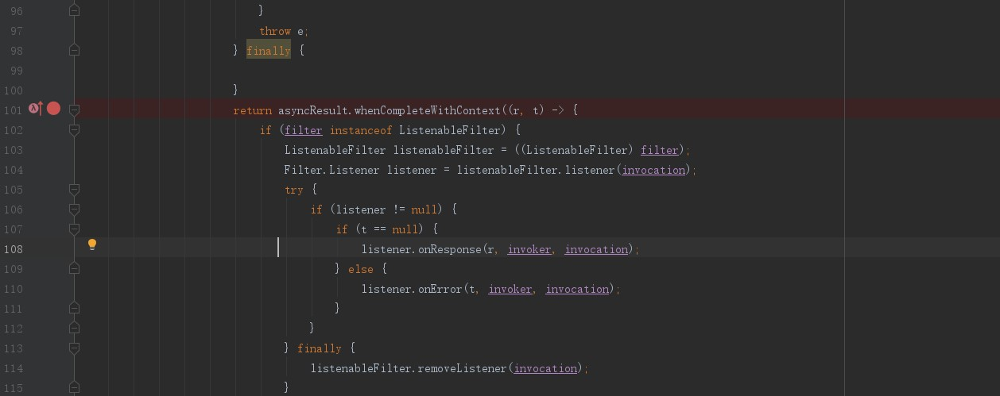 96 }
97 throw e;
98 } finally {
99
100 }
101 return asyncResult.whenCompleteWithContext((r, t) -> {
102 if (filter instanceof ListenableFilter) {
103 ListenableFilter listenableFilter = ((ListenableFilter) filter);
104 Filter.Listener listener = listenableFilter.listener(invocation);
105 try {
106 if (listener != null) {
107 if (t == null) {
108 listener.onResponse(r, invoker, invocation);
109 } else {
110 listener.onError(t, invoker, invocation);
111 }
112 }
113 } finally {
114 listenableFilter.removeListener(invocation);
115 }